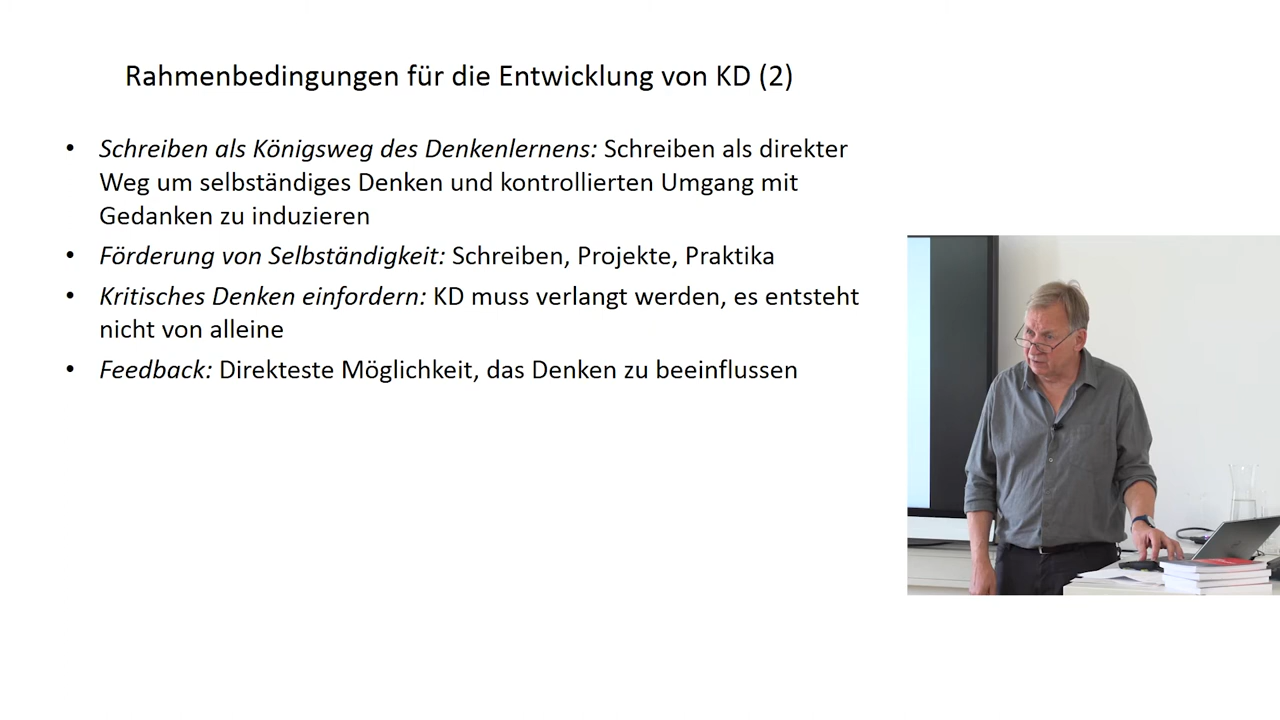 Rahmenbedingungen für die Entwicklung von KD (2)
• Schreiben als Königsweg des Denkenlernens: Schreiben als direkter
Weg um selbständiges Denken und kontrollierten Umgang mit
Gedanken zu induzieren
• Förderung von Selbständigkeit: Schreiben, Projekte, Praktika
• Kritisches Denken einfordern: KD muss verlangt werden, es entsteht
nicht von alleine
• Feedback: Direkteste Möglichkeit, das Denken zu beeinflussen